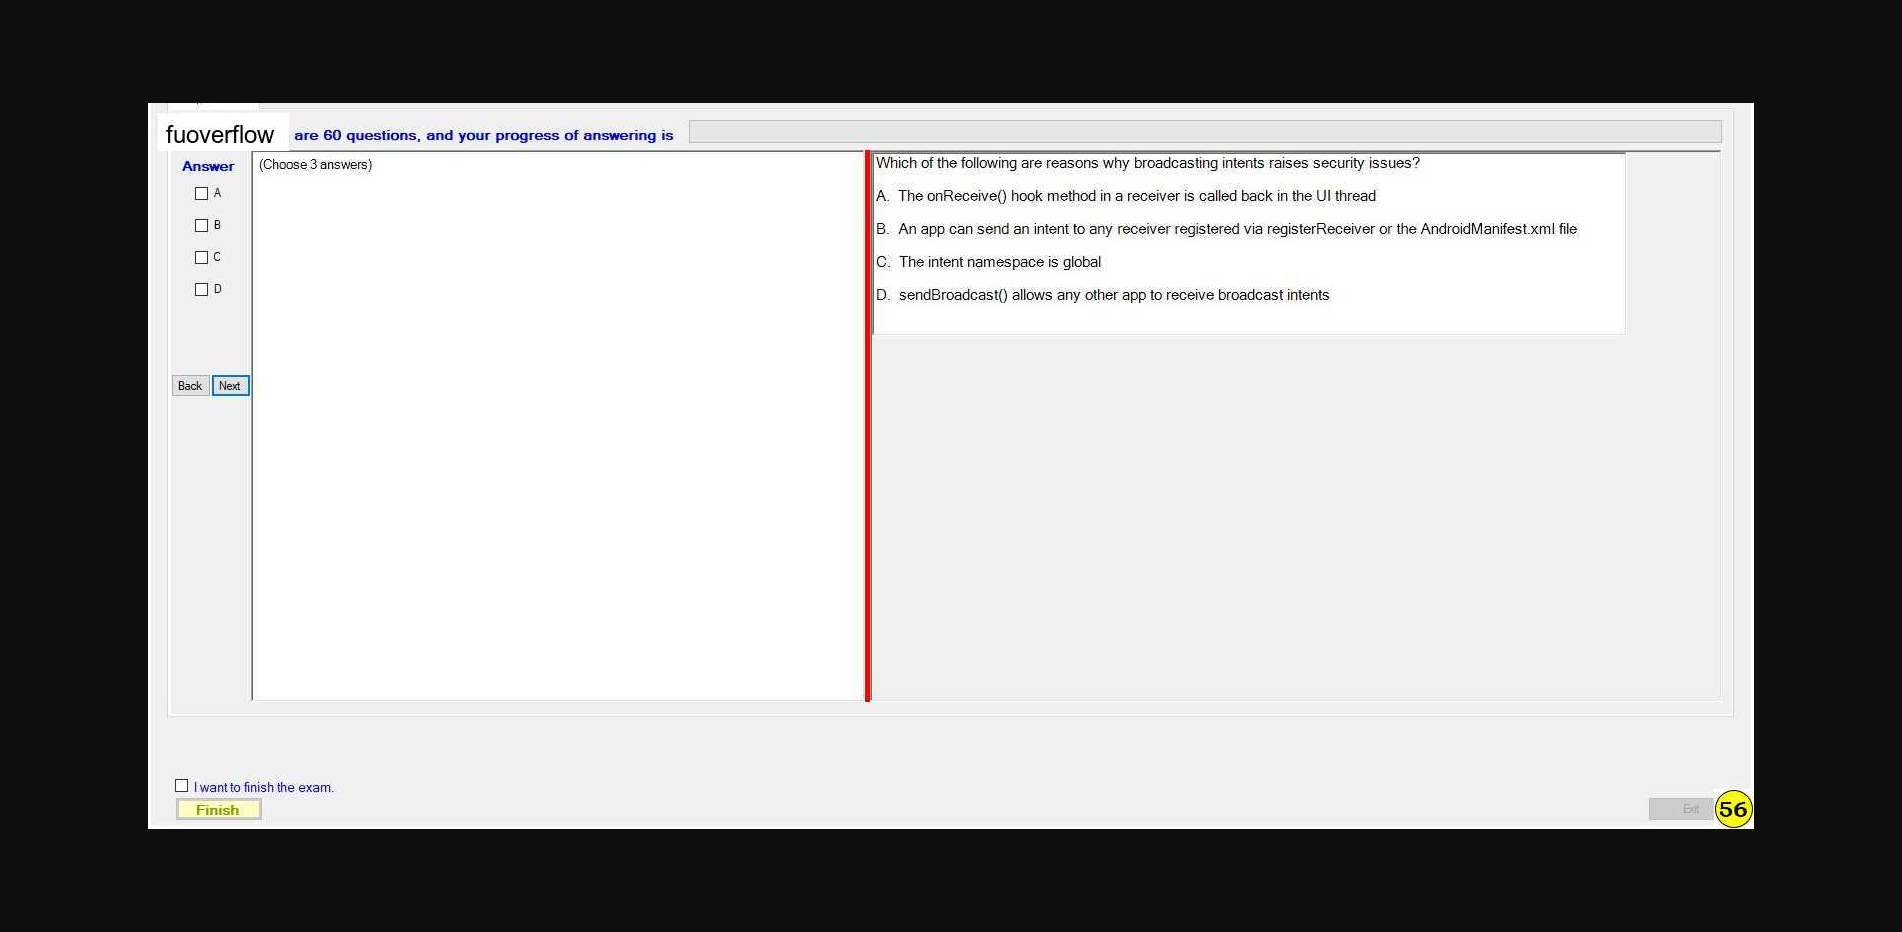 fuoverflow are 60 questions, and your progress of answering is
Answer
(Choose 3 answers)
A
B
C
D
Back Next
Which of the following are reasons why broadcasting intents raises security issues?
A. The onReceive() hook method in a receiver is called back in the UI thread
B. An app can send an intent to any receiver registered via registerReceiver or the AndroidManifest.xml file
C. The intent namespace is global
D. sendBroadcast() allows any other app to receive broadcast intents
I want to finish the exam.
Finish
Exit
56